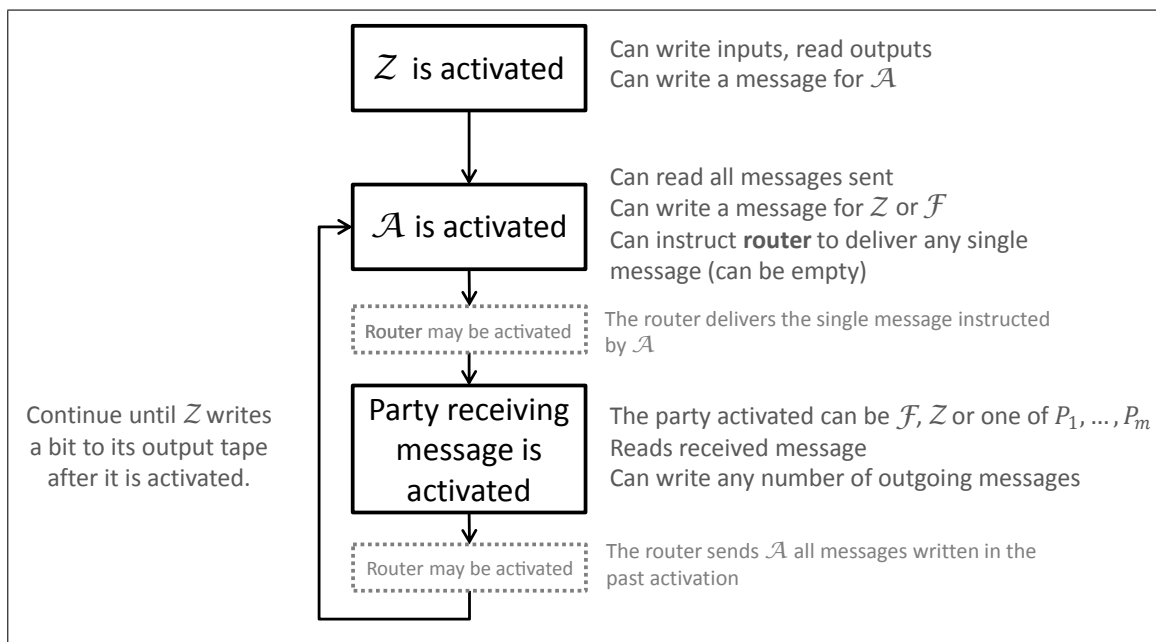 𝒵 is activated
Can write inputs, read outputs
Can write a message for 𝒜
𝒜 is activated
Can read all messages sent
Can write a message for 𝒵 or ℱ
Can instruct router to deliver any single
message (can be empty)
Router may be activated
The router delivers the single message instructed
by 𝒜
Continue until 𝒵 writes
a bit to its output tape
after it is activated.
Party receiving
message is
activated
The party activated can be ℱ, 𝒵 or one of 𝑃₁, … , 𝑃ₘ
Reads received message
Can write any number of outgoing messages
Router may be activated
The router sends 𝒜 all messages written in the
past activation